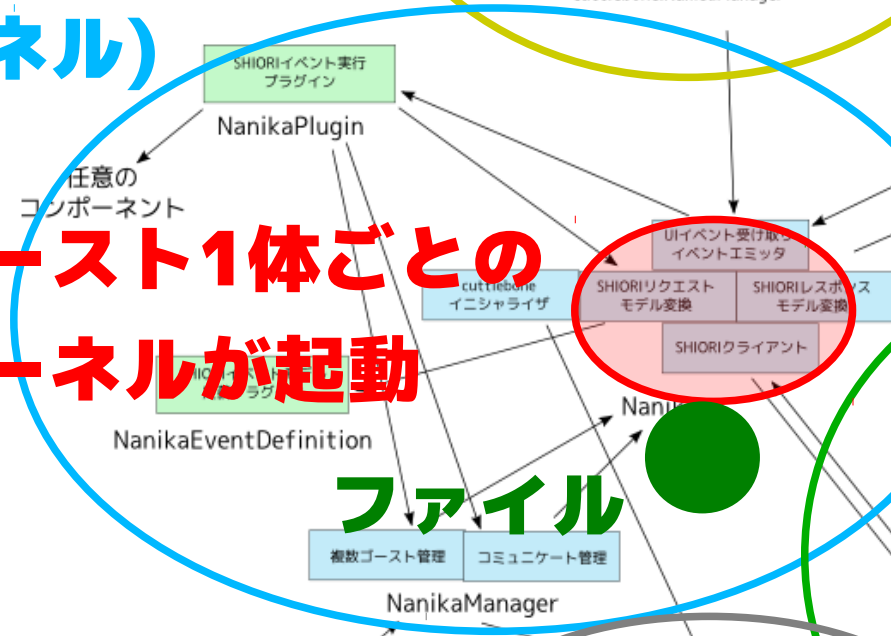 ネル)
SHIORIイベント実行
プラグイン
NanikaPlugin
任意の
コンポーネント
UIイベント受け取り
イベントエミッタ
ースト1体ごとの
cuttlebone
イニシャライザ
SHIORIリクエスト
モデル変換
SHIORIレスポンス
モデル変換
SHIORIクライアント
ーネルが起動
Nanik
NanikaEventDefinition
ファイル
複数ゴースト管理
コミュニケート管理
NanikaManager